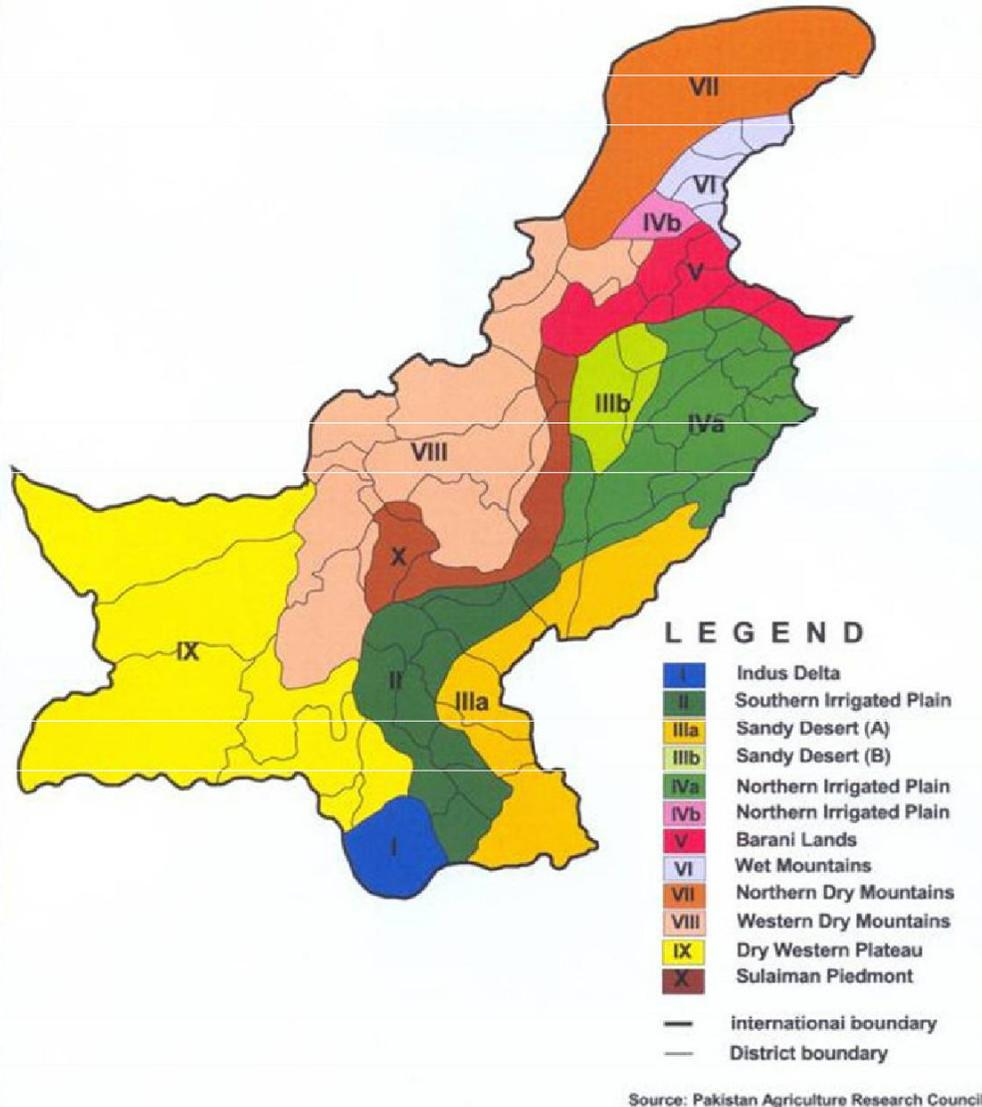 VII
VI
IVb
V
IIIb
IVa
VIII
X
IX
II
IIIa
I
LEGEND
I Indus Delta
II Southern Irrigated Plain
IIIa Sandy Desert (A)
IIIb Sandy Desert (B)
IVa Northern Irrigated Plain
IVb Northern Irrigated Plain
V Barani Lands
VI Wet Mountains
VII Northern Dry Mountains
VIII Western Dry Mountains
IX Dry Western Plateau
X Sulaiman Piedmont
international boundary
District boundary
Source: Pakistan Agriculture Research Council